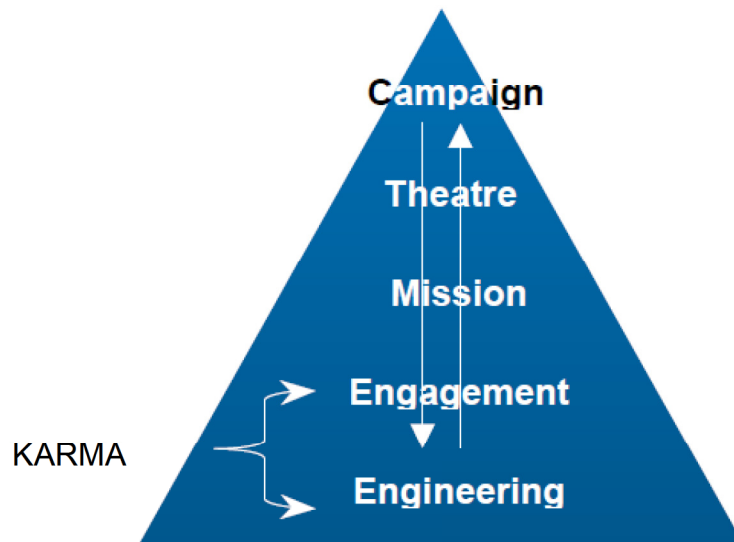 Campaign
Theatre
Mission
Engagement
KARMA
Engineering